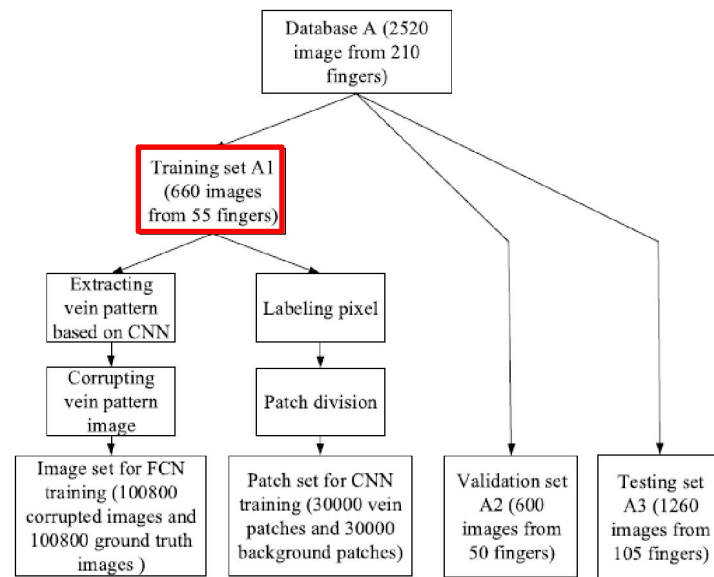 Database A (2520
image from 210
fingers)
Training set A1
(660 images
from 55 fingers)
Extracting
vein pattern
based on CNN
Labeling pixel
Corrupting
vein pattern
image
Patch division
Image set for FCN
training (100800
corrupted images and
100800 ground truth
images )
Patch set for CNN
training (30000 vein
patches and 30000
background patches)
Validation set
A2 (600
images from
50 fingers)
Testing set
A3 (1260
images from
105 fingers)